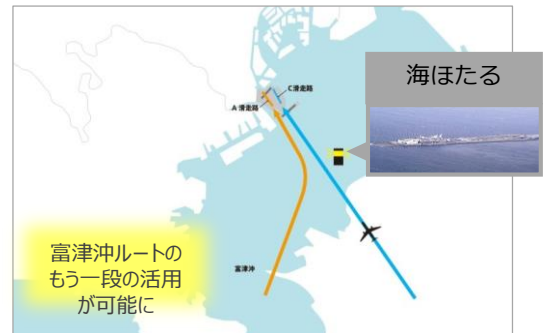 海ほたる
C滑走路
A滑走路
富津沖
富津沖ルートの
もう一段の活用
が可能に